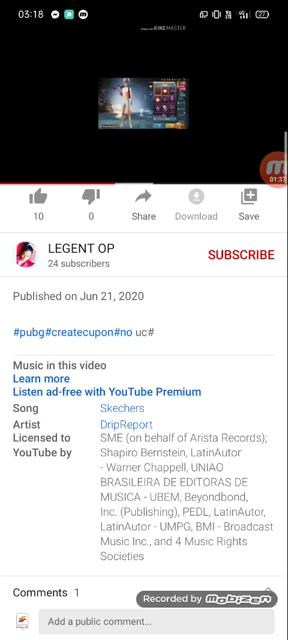 03:18
27
Made with KINEMASTER
01:37
10
0
Share
Download
Save
LEGENT OP
24 subscribers
SUBSCRIBE
Published on Jun 21, 2020
#pubg#createcupon#no uc#
Music in this video
Learn more
Listen ad-free with YouTube Premium
Song Skechers
Artist DripReport
Licensed to YouTube by SME (on behalf of Arista Records);
Shapiro Bernstein, LatinAutor
- Warner Chappell, UNIAO
BRASILEIRA DE EDITORAS DE
MUSICA - UBEM, Beyondbond,
Inc. (Publishing), PEDL, LatinAutor,
LatinAutor - UMPG, BMI - Broadcast
Music Inc., and 4 Music Rights
Societies
Comments 1
Recorded by mobizen
Add a public comment...